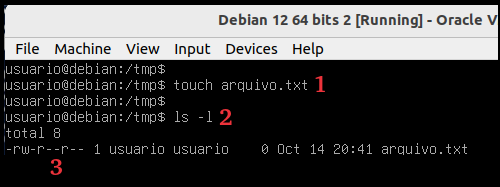 Debian 12 64 bits 2 [Running] - Oracle V
File Machine View Input Devices Help
usuario@debian:/tmp$
usuario@debian:/tmp$ touch arquivo.txt 1
usuario@debian:/tmp$
usuario@debian:/tmp$ ls -l 2
total 8
-rw-r--r-- 1 usuario usuario    0 Oct 14 20:41 arquivo.txt
3